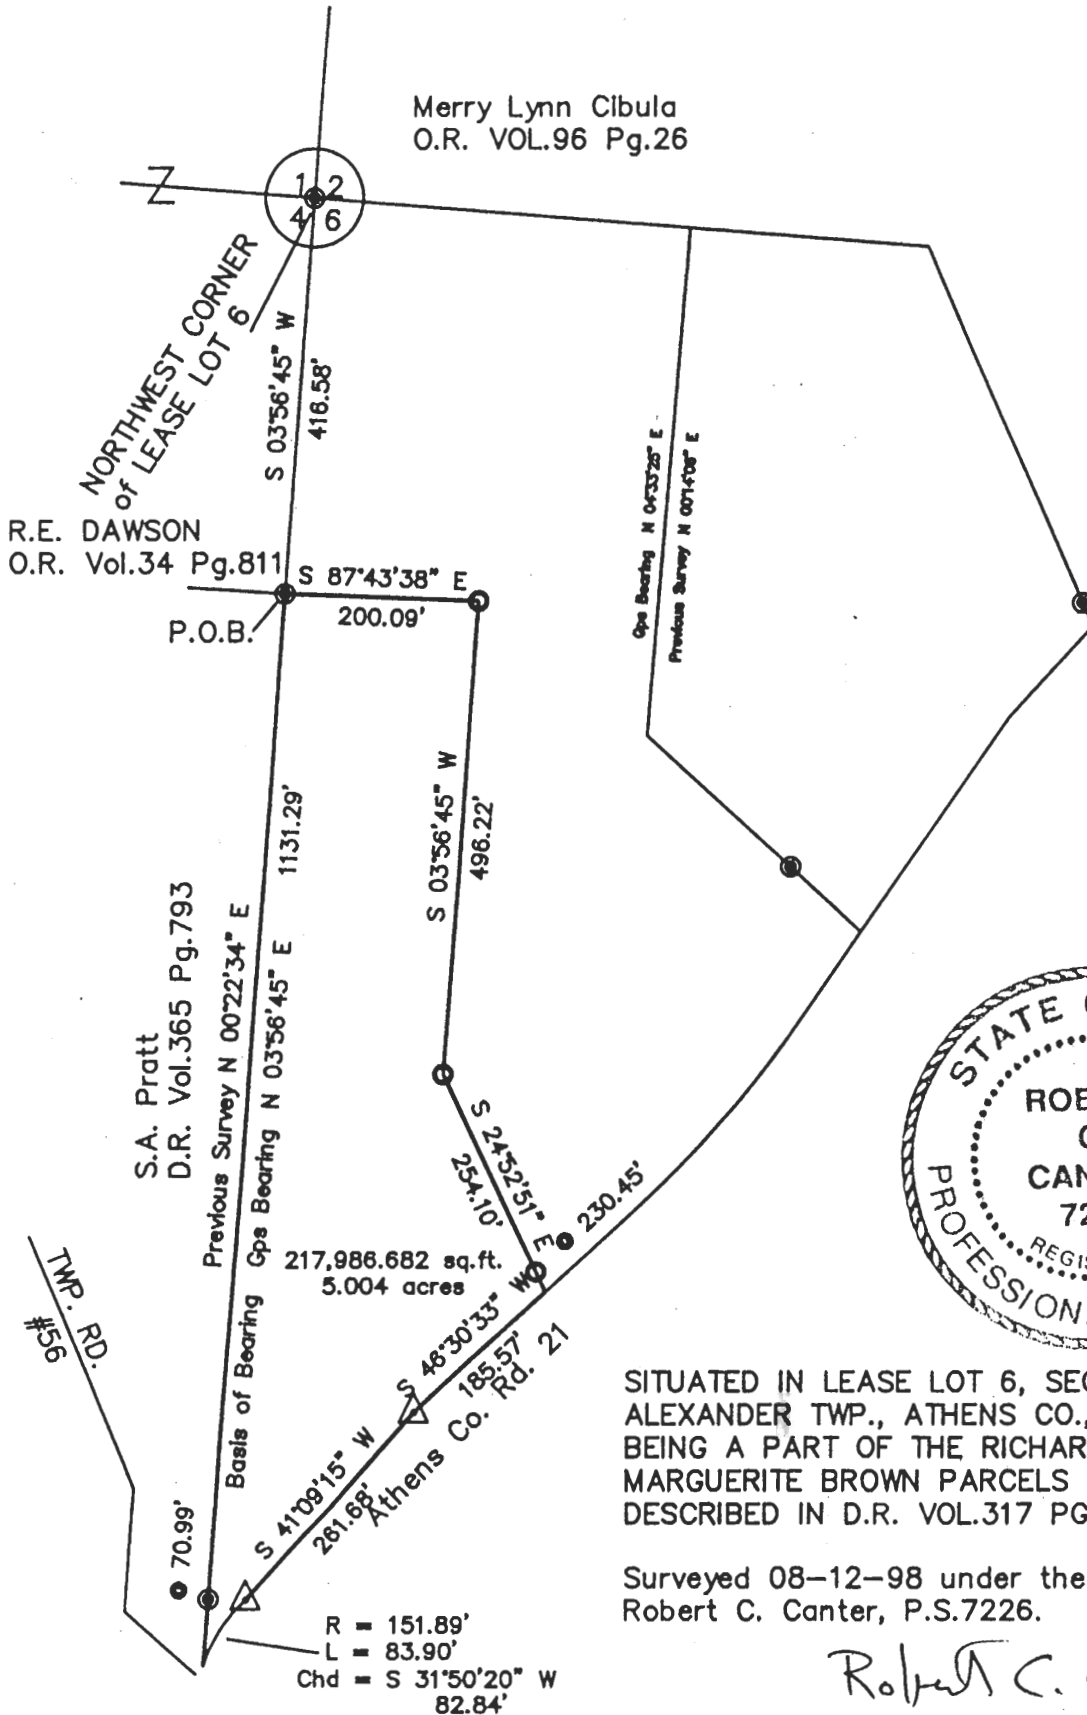 Merry Lynn Cibula
O.R. VOL.96 Pg.26
Z
1 2
4 6
NORTHWEST CORNER
of LEASE LOT 6
S 03°56'45" W
416.58'
R.E. DAWSON
O.R. Vol.34 Pg.811
S 87°43'38" E
200.09'
P.O.B.
Gps Bearing N 04°33'25" E
Previous Survey N 00°14'06" E
S 03°56'45" W
496.22'
1131.29'
S.A. Pratt
D.R. Vol.365 Pg.793
Previous Survey N 00°22'34" E
Basis of Bearing Gps Bearing N 03°56'45" E
S 24°52'51" E
254.10'
230.45'
217,986.682 sq.ft.
5.004 acres
S 46°30'33" W
185.57'
Athens Co. Rd. 21
S 41°09'15" W
261.68'
TWP. RD.
#56
70.99'
R = 151.89'
L = 83.90'
Chd = S 31°50'20" W
82.84'
STATE
ROB
CAN
72
REGIS
PROFESSION
SITUATED IN LEASE LOT 6, SEC
ALEXANDER TWP., ATHENS CO.,
BEING A PART OF THE RICHAR
MARGUERITE BROWN PARCELS
DESCRIBED IN D.R. VOL.317 PG
Surveyed 08-12-98 under the
Robert C. Canter, P.S.7226.
Robert C.